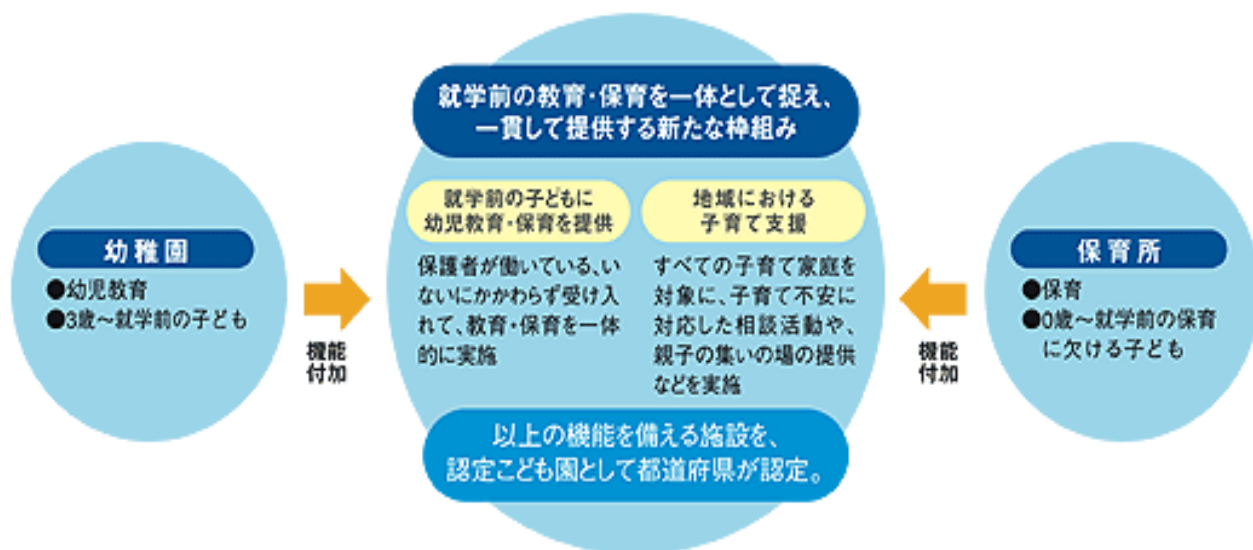 就学前の教育・保育を一体として捉え、
一貫して提供する新たな枠組み
幼稚園
●幼児教育
●3歳～就学前の子ども
機能
付加
就学前の子どもに
幼児教育・保育を提供
保護者が働いている、い
ないにかかわらず受け入
れて、教育・保育を一体
的に実施
地域における
子育て支援
すべての子育て家庭を
対象に、子育て不安に
対応した相談活動や、
親子の集いの場の提供
などを実施
機能
付加
保育所
●保育
●0歳～就学前の保育
に欠ける子ども
以上の機能を備える施設を、
認定こども園として都道府県が認定。